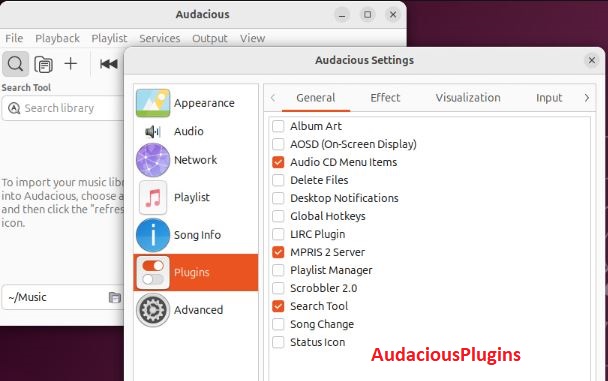 Audacious
File Playback Playlist Services Output View
Search Tool
Search library
To import your music libr
into Audacious, choose a
and then click the "refres
icon.
~/Music
Audacious Settings
Appearance
Audio
Network
Playlist
Song Info
Plugins
Advanced
General Effect Visualization Input
Album Art
AOSD (On-Screen Display)
Audio CD Menu Items
Delete Files
Desktop Notifications
Global Hotkeys
LIRC Plugin
MPRIS 2 Server
Playlist Manager
Scrobbler 2.0
Search Tool
Song Change
Status Icon
AudaciousPlugins